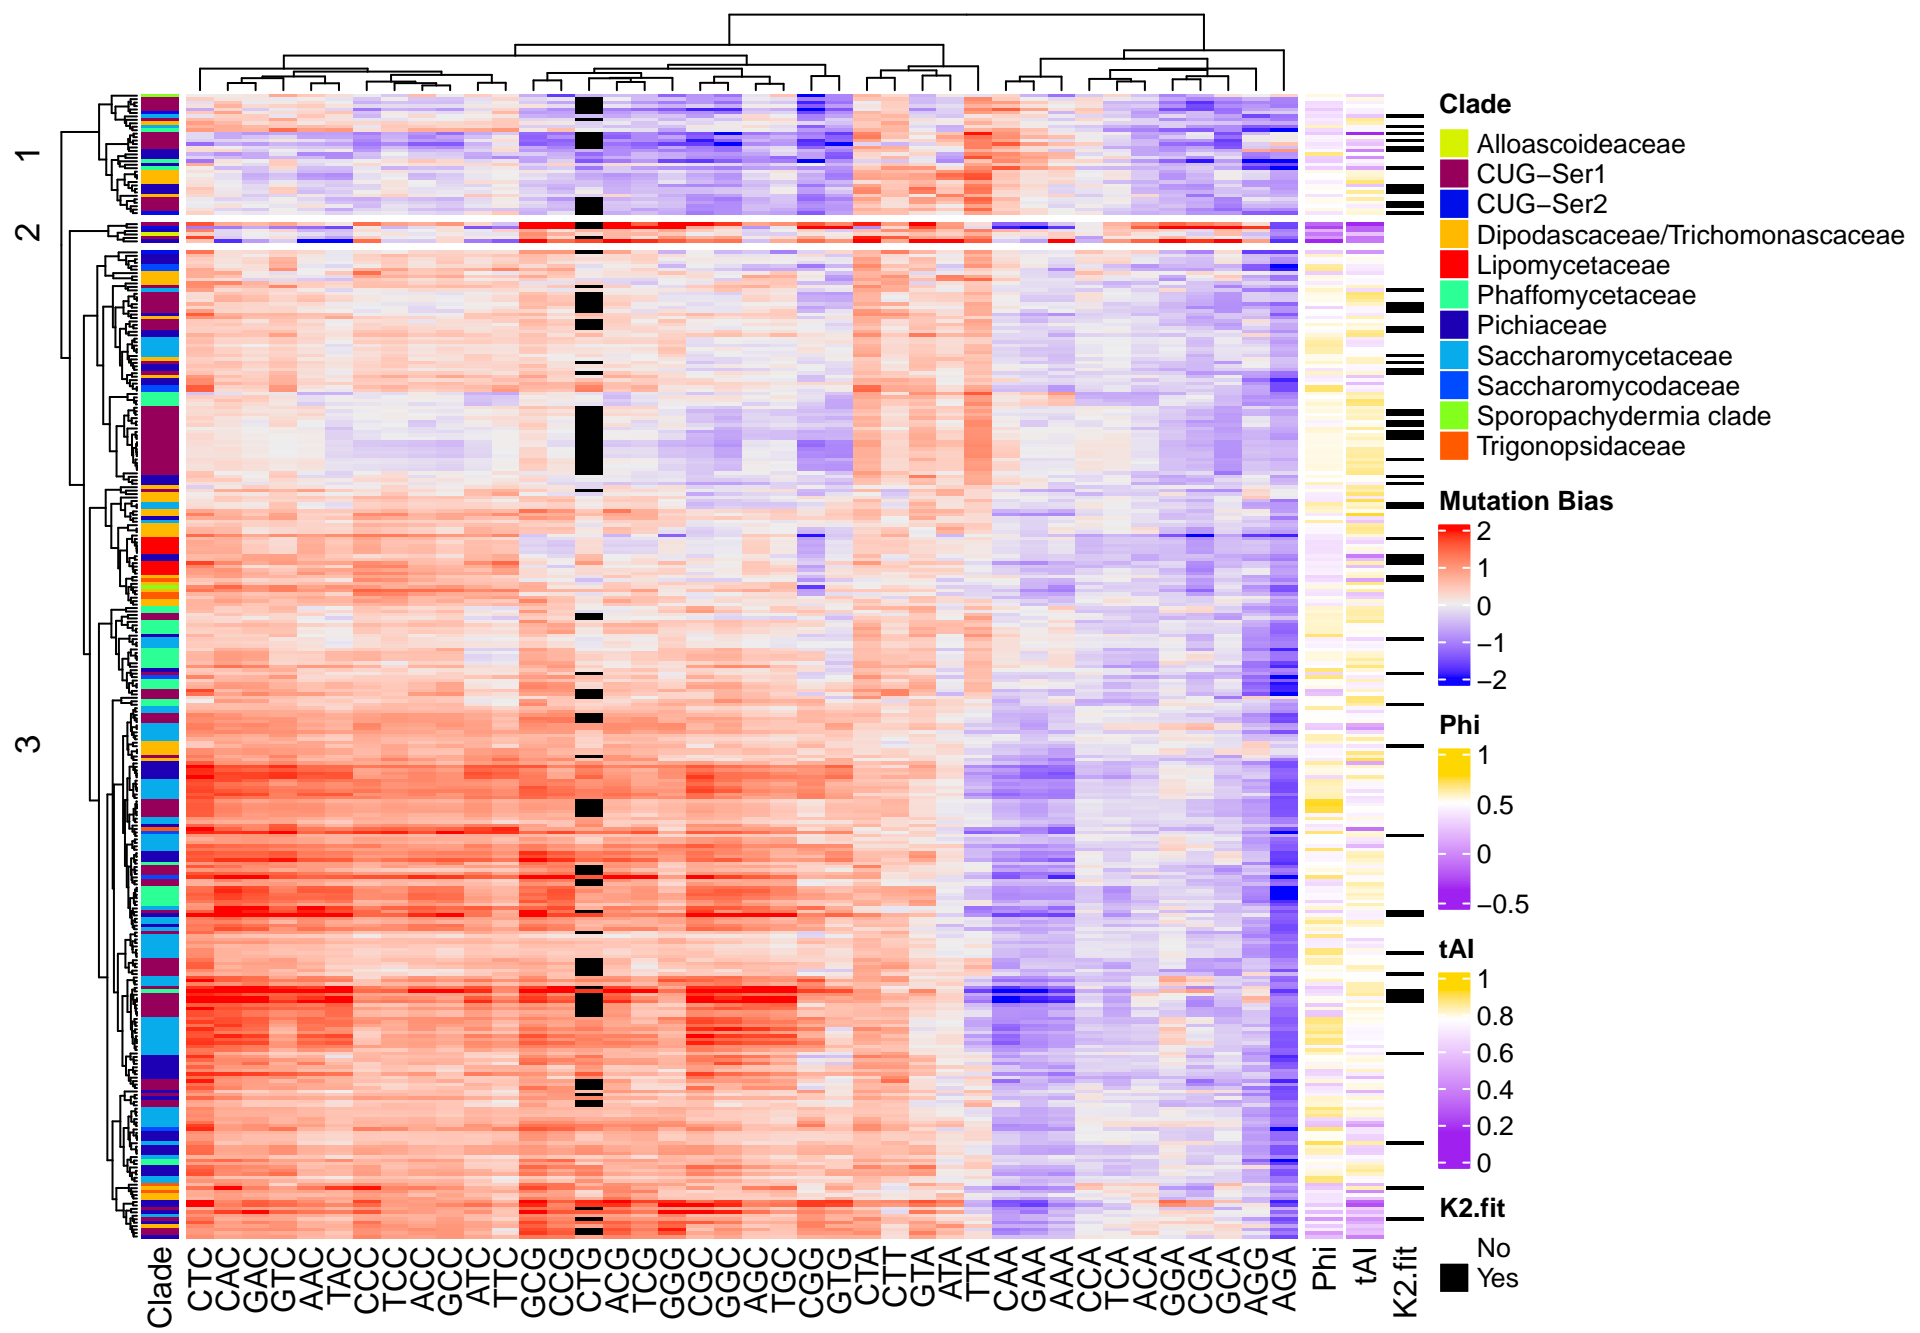 1
2
3
Clade
CTC
CAC
GAC
GTC
AAC
TAC
CCC
TCC
ACC
GCC
ATC
TTC
GCG
CCG
CTG
ACG
TCG
GGG
CGC
GGC
AGC
TGC
CGG
GTG
CTA
CTT
GTA
ATA
TTA
CAA
GAA
AAA
CCA
TCA
ACA
GGA
CGA
GCA
AGG
AGA
Phi
tAI
K2.fit
Clade
Alloascoideaceae
CUG−Ser1
CUG−Ser2
Dipodascaceae/Trichomonascaceae
Lipomycetaceae
Phaffomycetaceae
Pichiaceae
Saccharomycetaceae
Saccharomycodaceae
Sporopachydermia clade
Trigonopsidaceae
Mutation Bias
2
1
0
−1
−2
Phi
1
0.5
0
−0.5
tAI
1
0.8
0.6
0.4
0.2
0
K2.fit
No
Yes